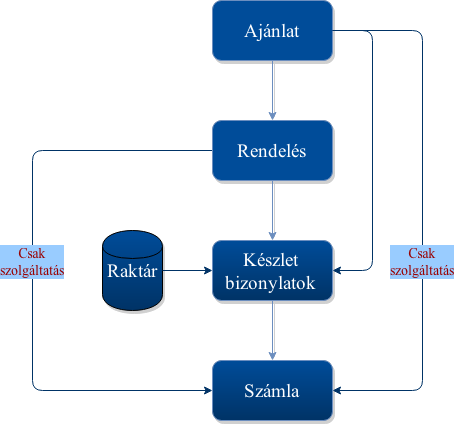 Ajánlat
Rendelés
Csak
szolgáltatás
Raktár
Készlet
bizonylatok
Csak
szolgáltatás
Számla